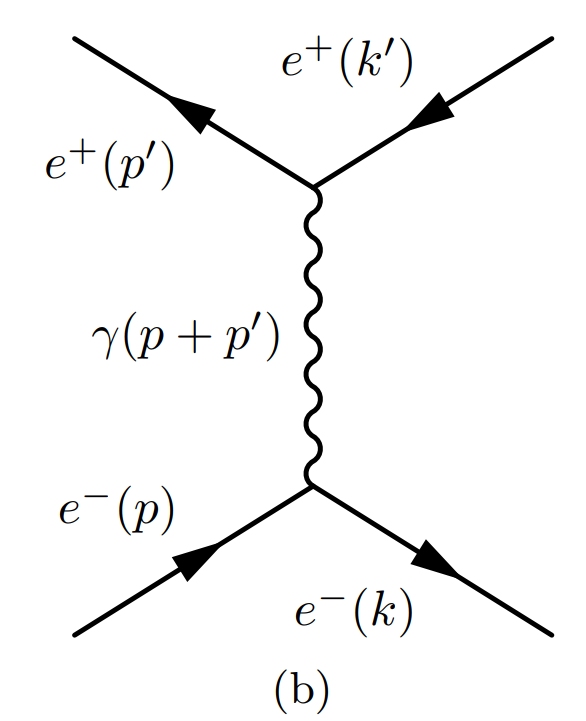 e⁺(k′)
e⁺(p′)
γ(p + p′)
e⁻(p)
e⁻(k)
(b)